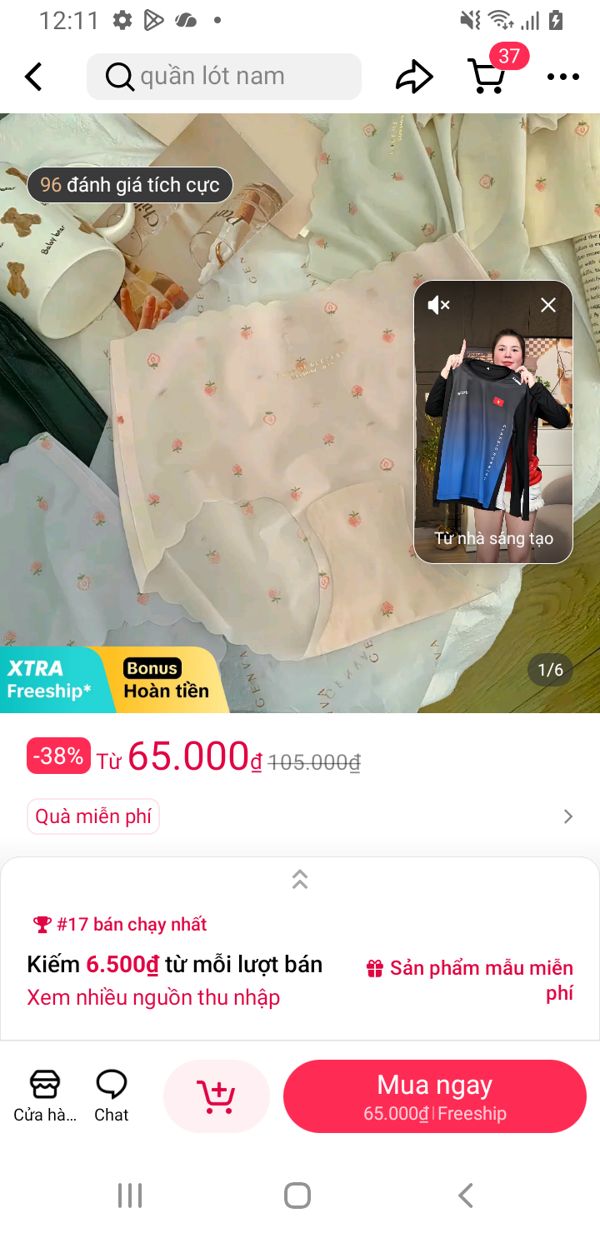 12:11
quần lót nam
37
96 đánh giá tích cực
Baby bear
Từ nhà sáng tạo
XTRA
Freeship*
Bonus
Hoàn tiền
1/6
-38% Từ 65.000₫ 105.000₫
Quà miễn phí
#17 bán chạy nhất
Kiếm 6.500₫ từ mỗi lượt bán
Xem nhiều nguồn thu nhập
Sản phẩm mẫu miễn
phí
Cửa hà...
Chat
Mua ngay
65.000₫ | Freeship